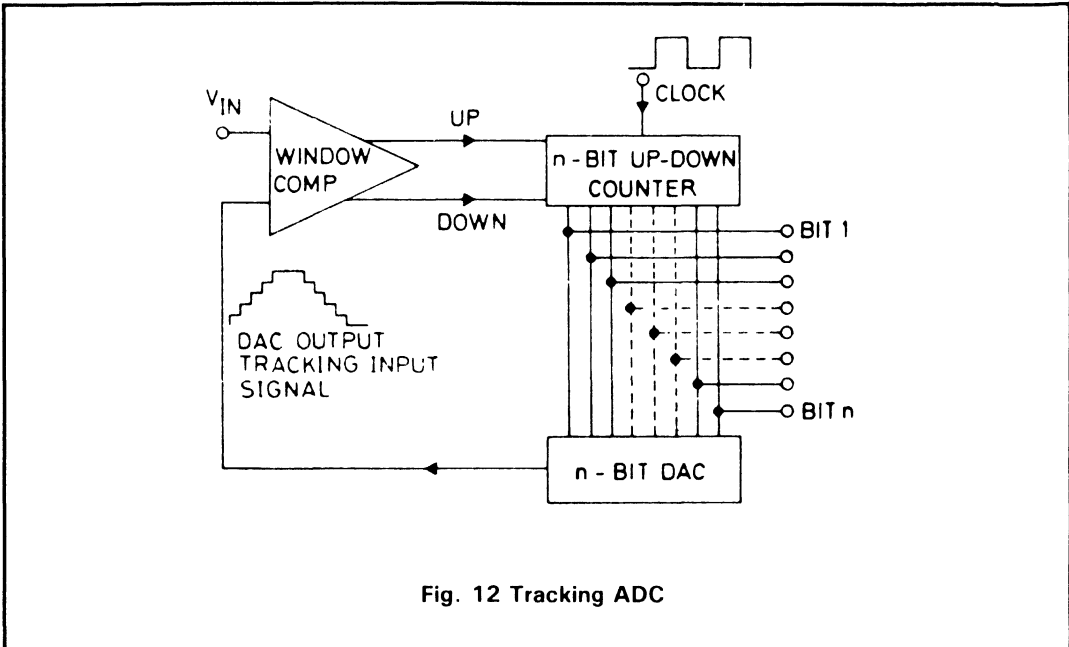 V_IN
WINDOW
COMP
UP
DOWN
CLOCK
n - BIT UP-DOWN
COUNTER
BIT 1
BIT n
DAC OUTPUT
TRACKING INPUT
SIGNAL
n - BIT DAC
Fig. 12 Tracking ADC